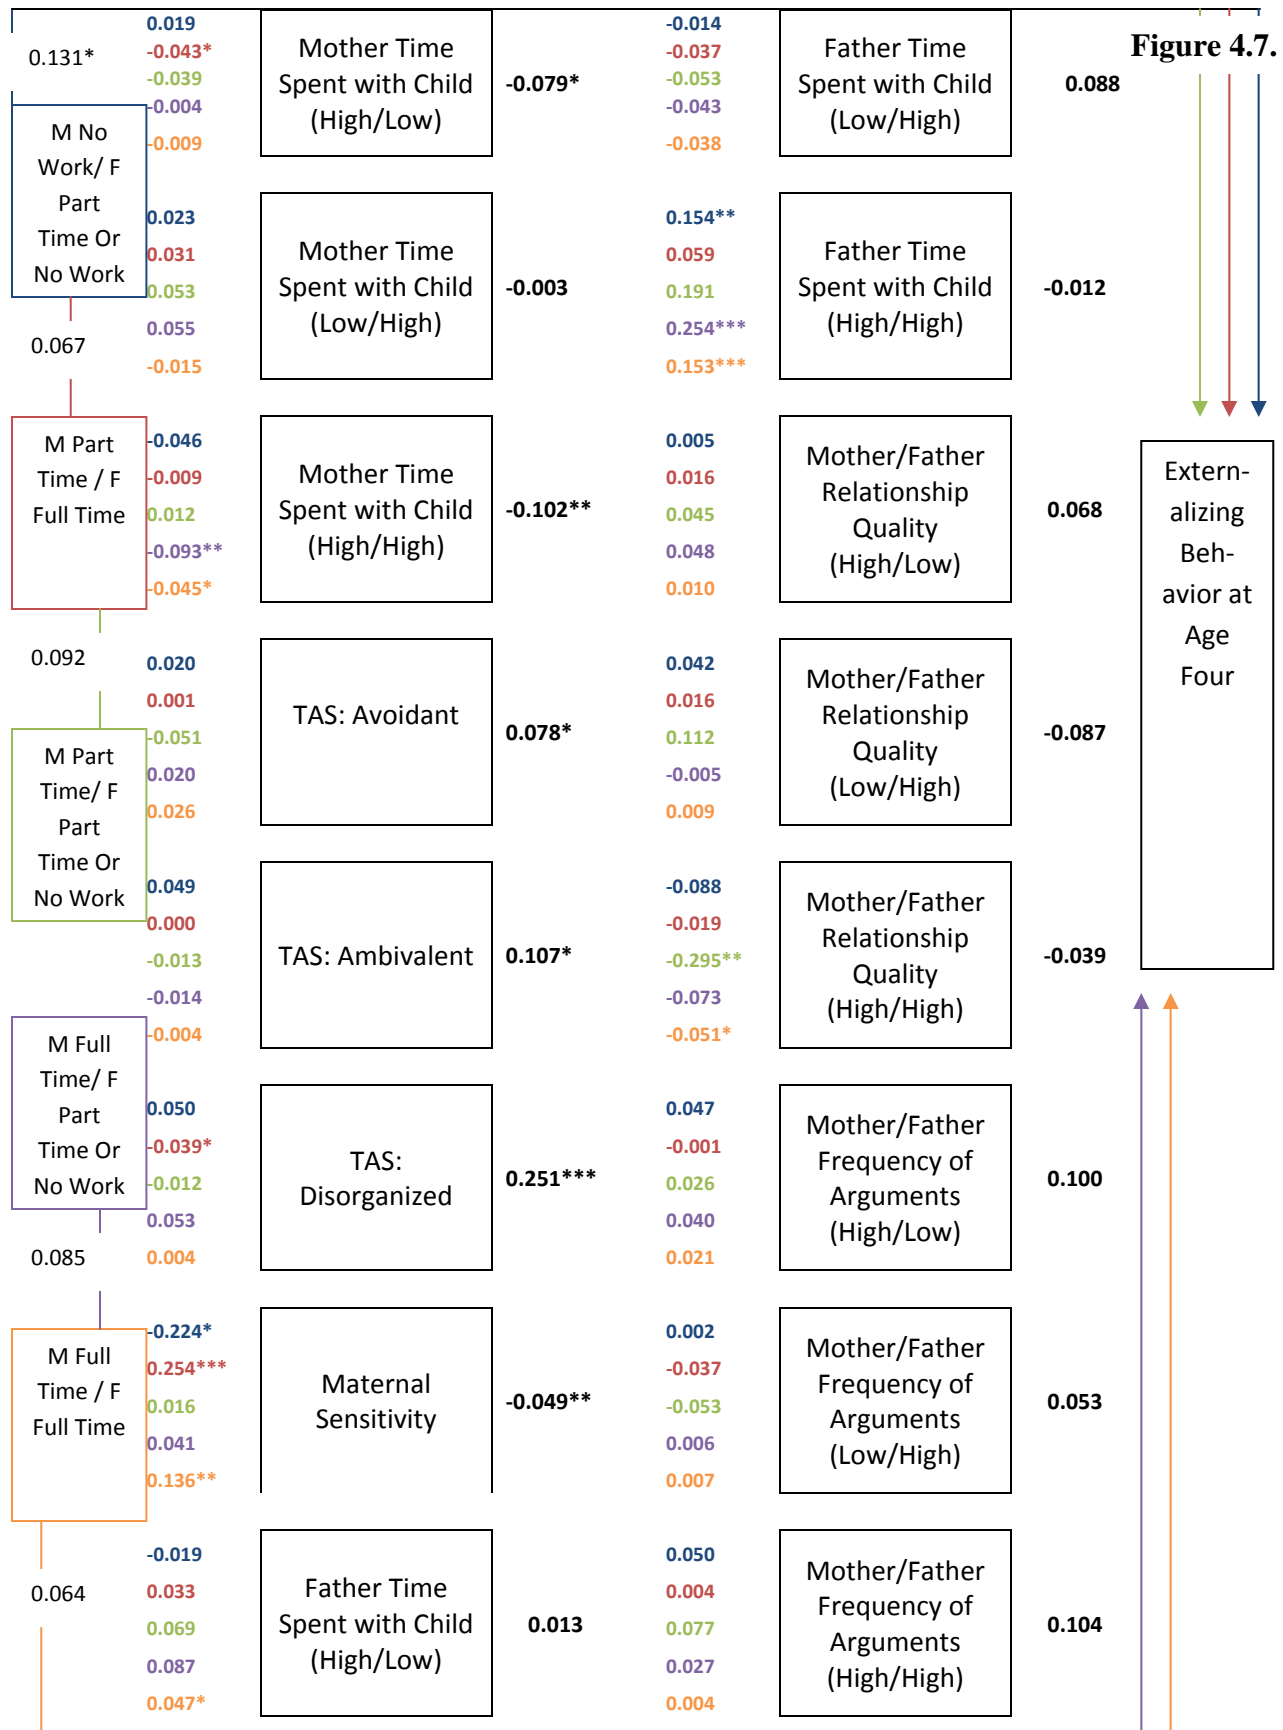 Figure 4.7.
0.131*
M No
Work/ F
Part
Time Or
No Work
0.067
M Part
Time / F
Full Time
0.092
M Part
Time/ F
Part
Time Or
No Work
M Full
Time/ F
Part
Time Or
No Work
0.085
M Full
Time / F
Full Time
0.064
0.019
-0.043*
-0.039
-0.004
-0.009
Mother Time
Spent with Child
(High/Low)
-0.079*
0.023
0.031
0.053
0.055
-0.015
Mother Time
Spent with Child
(Low/High)
-0.003
-0.046
-0.009
0.012
-0.093**
-0.045*
Mother Time
Spent with Child
(High/High)
-0.102**
0.020
0.001
-0.051
0.020
0.026
TAS: Avoidant
0.078*
0.049
0.000
-0.013
-0.014
-0.004
TAS: Ambivalent
0.107*
0.050
-0.039*
-0.012
0.053
0.004
TAS:
Disorganized
0.251***
-0.224*
0.254***
0.016
0.041
0.136**
Maternal
Sensitivity
-0.049**
-0.019
0.033
0.069
0.087
0.047*
Father Time
Spent with Child
(High/Low)
0.013
-0.014
-0.037
-0.053
-0.043
-0.038
Father Time
Spent with Child
(Low/High)
0.088
0.154**
0.059
0.191
0.254***
0.153***
Father Time
Spent with Child
(High/High)
-0.012
0.005
0.016
0.045
0.048
0.010
Mother/Father
Relationship
Quality
(High/Low)
0.068
0.042
0.016
0.112
-0.005
0.009
Mother/Father
Relationship
Quality
(Low/High)
-0.087
-0.088
-0.019
-0.295**
-0.073
-0.051*
Mother/Father
Relationship
Quality
(High/High)
-0.039
0.047
-0.001
0.026
0.040
0.021
Mother/Father
Frequency of
Arguments
(High/Low)
0.100
0.002
-0.037
-0.053
0.006
0.007
Mother/Father
Frequency of
Arguments
(Low/High)
0.053
0.050
0.004
0.077
0.027
0.004
Mother/Father
Frequency of
Arguments
(High/High)
0.104
Extern-
alizing
Beh-
avior at
Age
Four